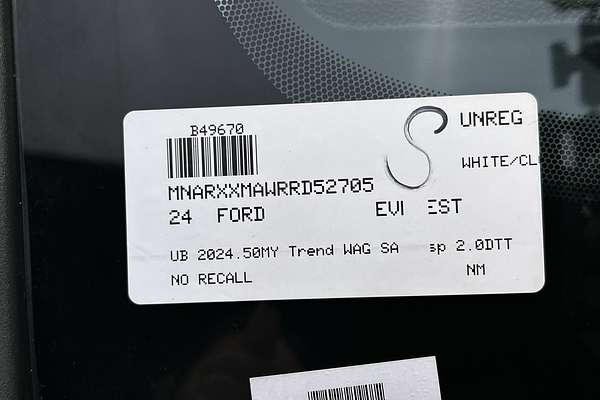 B49670
UNREG
WHITE/CL
MNARXXMAWRRD52705
24 FORD EV EST
UB 2024.50MY Trend WAG SA sp 2.0DTT
NO RECALL NM